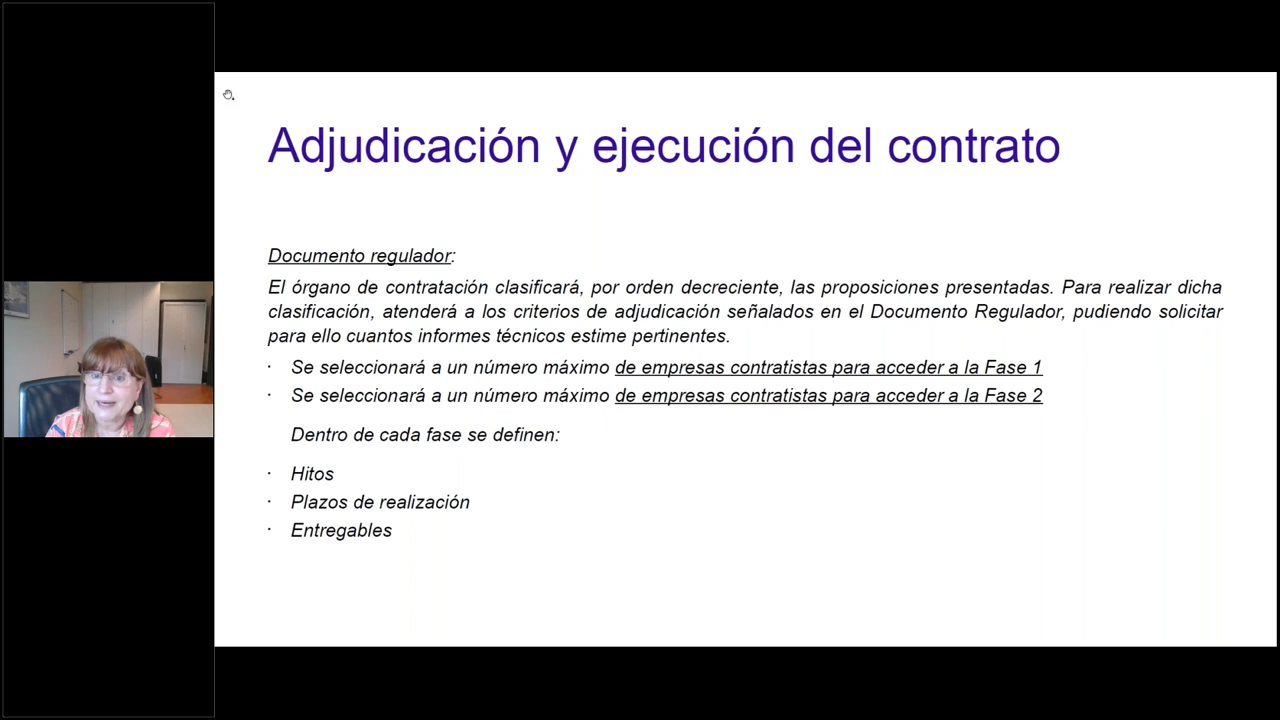 Adjudicación y ejecución del contrato
Documento regulador:
El órgano de contratación clasificará, por orden decreciente, las proposiciones presentadas. Para realizar dicha
clasificación, atenderá a los criterios de adjudicación señalados en el Documento Regulador, pudiendo solicitar
para ello cuantos informes técnicos estime pertinentes.
· Se seleccionará a un número máximo de empresas contratistas para acceder a la Fase 1
· Se seleccionará a un número máximo de empresas contratistas para acceder a la Fase 2
Dentro de cada fase se definen:
· Hitos
· Plazos de realización
· Entregables